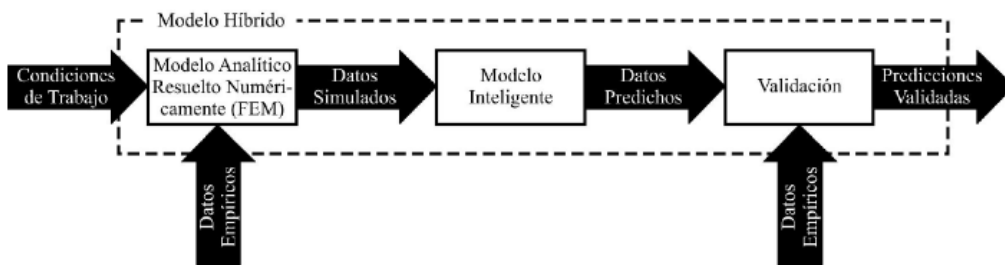 Modelo Híbrido
Condiciones
de Trabajo
Modelo Analítico
Resuelto Numéri-
camente (FEM)
Datos
Simulados
Modelo
Inteligente
Datos
Predichos
Validación
Predicciones
Validadas
Datos
Empíricos
Datos
Empíricos